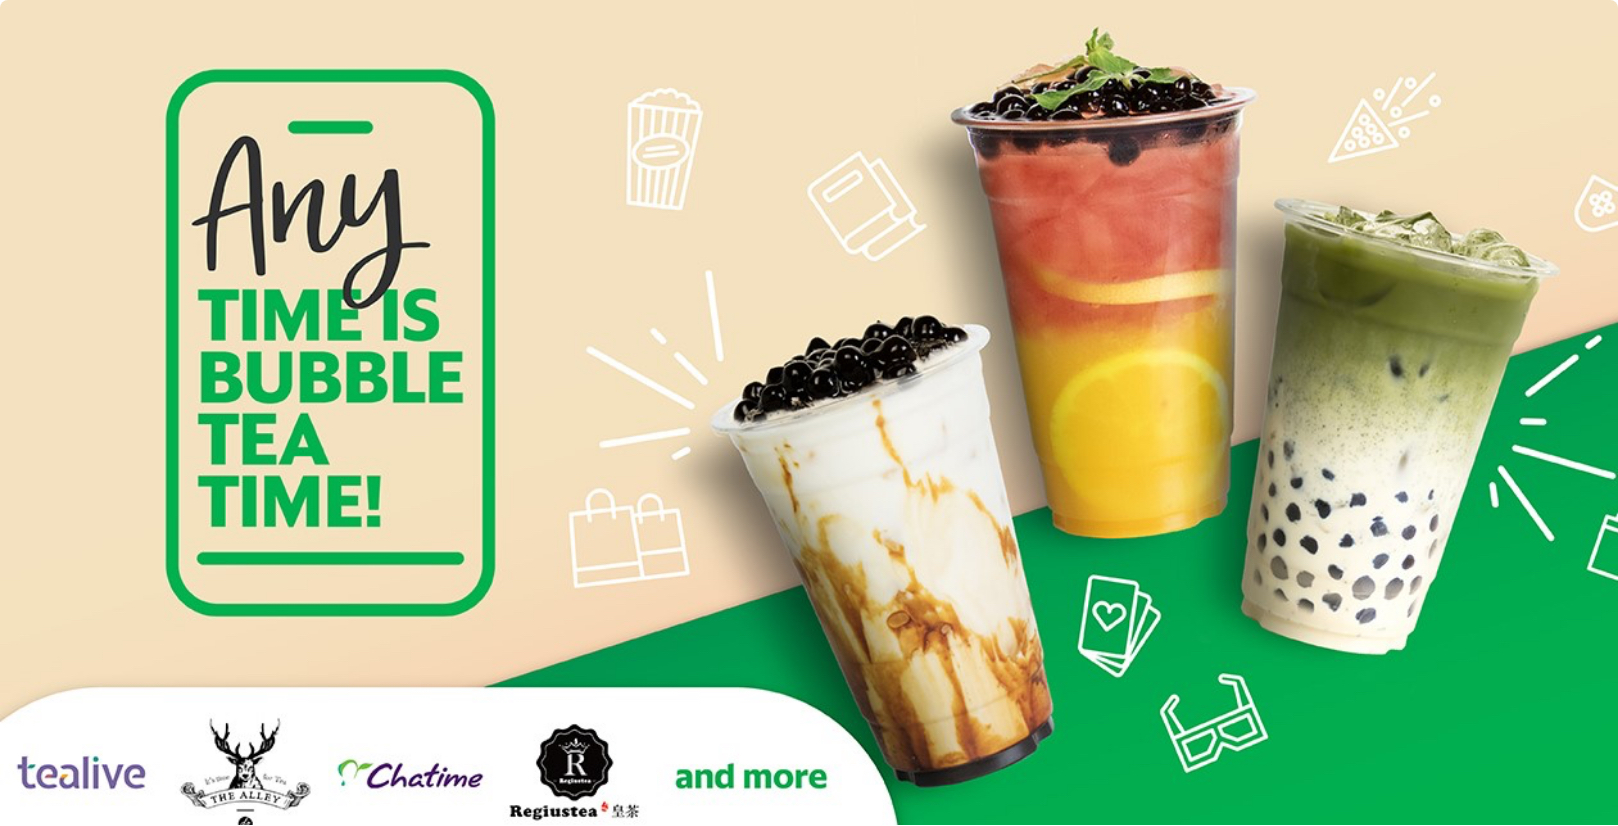 Any
TIME IS
BUBBLE
TEA
TIME!
tealive
It's time for Tea
THE ALLEY
Chatime
R
Regiustea
Regiustea 皇茶
and more